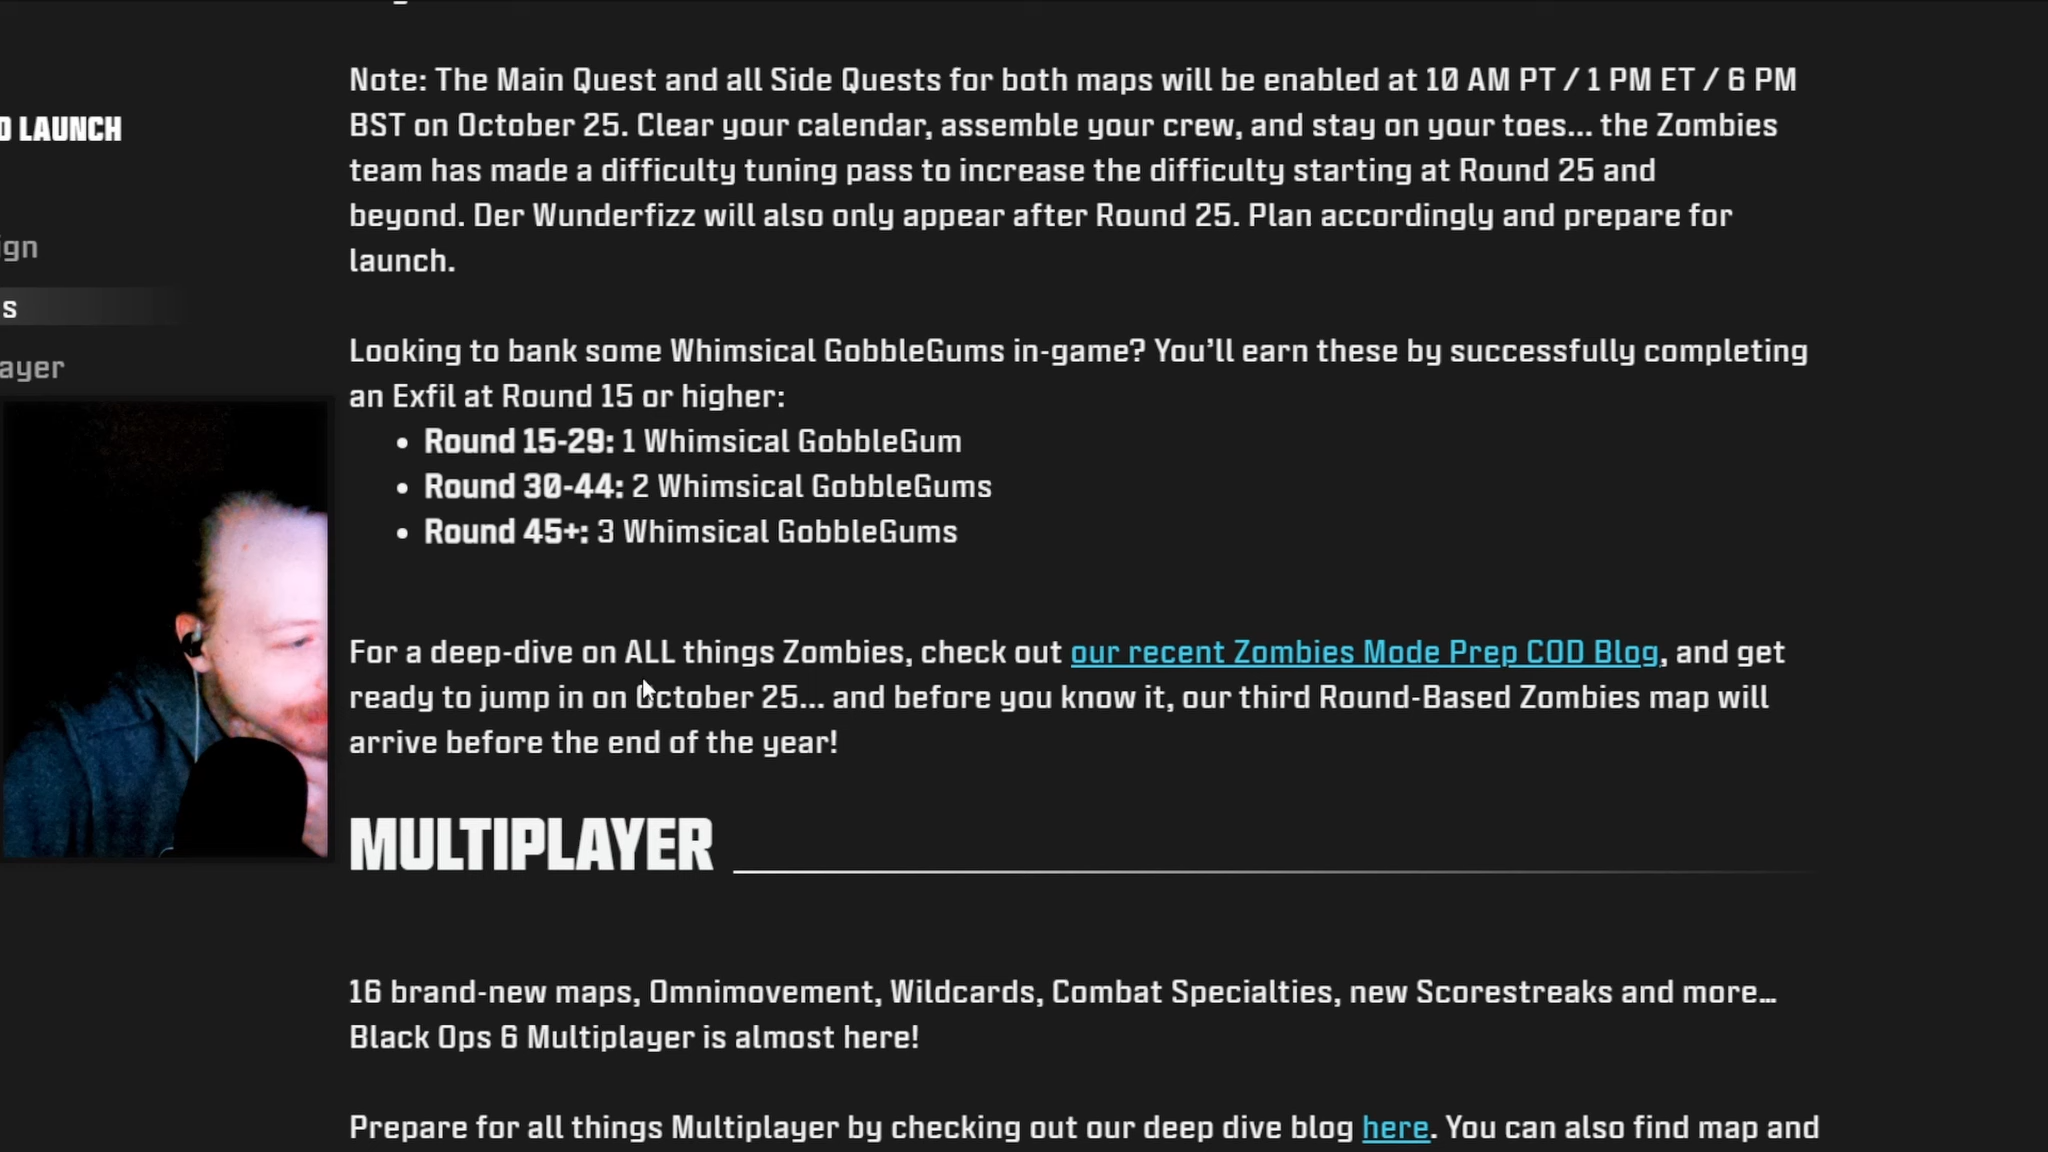 Note: The Main Quest and all Side Quests for both maps will be enabled at 10 AM PT / 1 PM ET / 6 PM
BST on October 25. Clear your calendar, assemble your crew, and stay on your toes... the Zombies
team has made a difficulty tuning pass to increase the difficulty starting at Round 25 and
beyond. Der Wunderfizz will also only appear after Round 25. Plan accordingly and prepare for
launch.
LAUNCH
ign
s
ayer
Looking to bank some Whimsical GobbleGums in-game? You’ll earn these by successfully completing
an Exfil at Round 15 or higher:
• Round 15-29: 1 Whimsical GobbleGum
• Round 30-44: 2 Whimsical GobbleGums
• Round 45+: 3 Whimsical GobbleGums
For a deep-dive on ALL things Zombies, check out our recent Zombies Mode Prep COD Blog, and get
ready to jump in on October 25... and before you know it, our third Round-Based Zombies map will
arrive before the end of the year!
MULTIPLAYER
16 brand-new maps, Omnimovement, Wildcards, Combat Specialties, new Scorestreaks and more...
Black Ops 6 Multiplayer is almost here!
Prepare for all things Multiplayer by checking out our deep dive blog here. You can also find map and